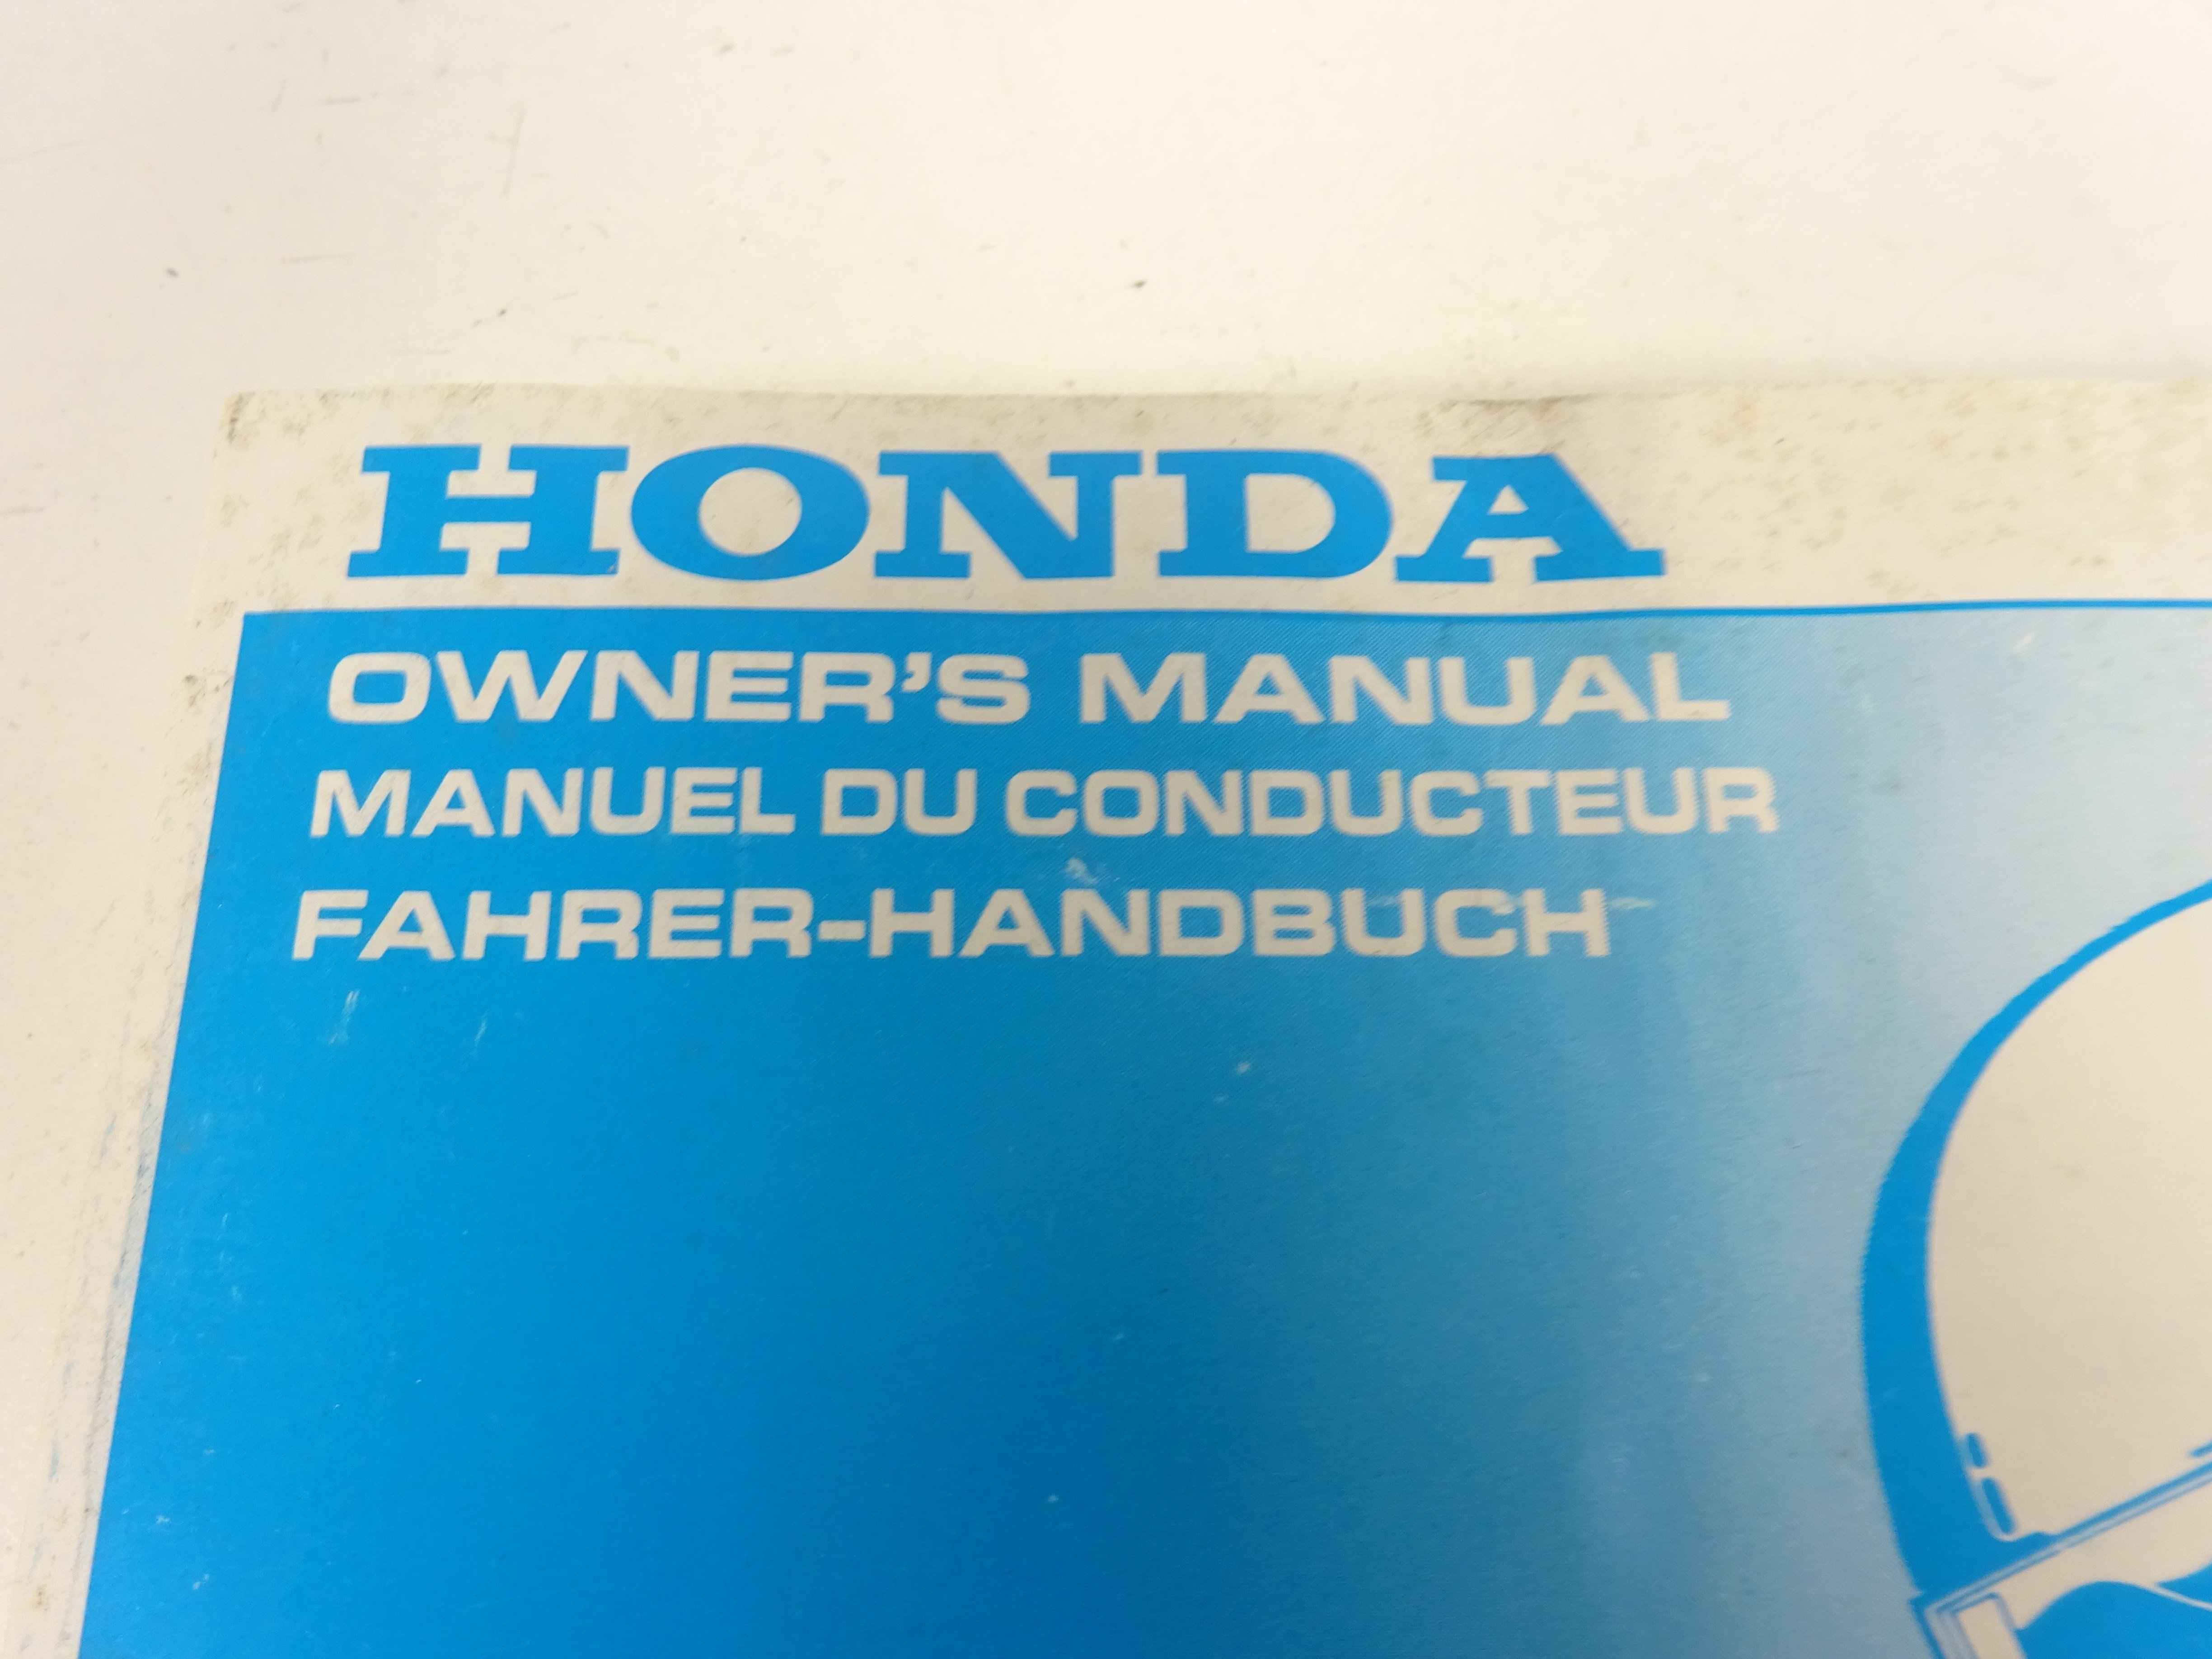 HONDA
OWNER'S MANUAL
MANUEL DU CONDUCTEUR
FAHRER-HANDBUCH